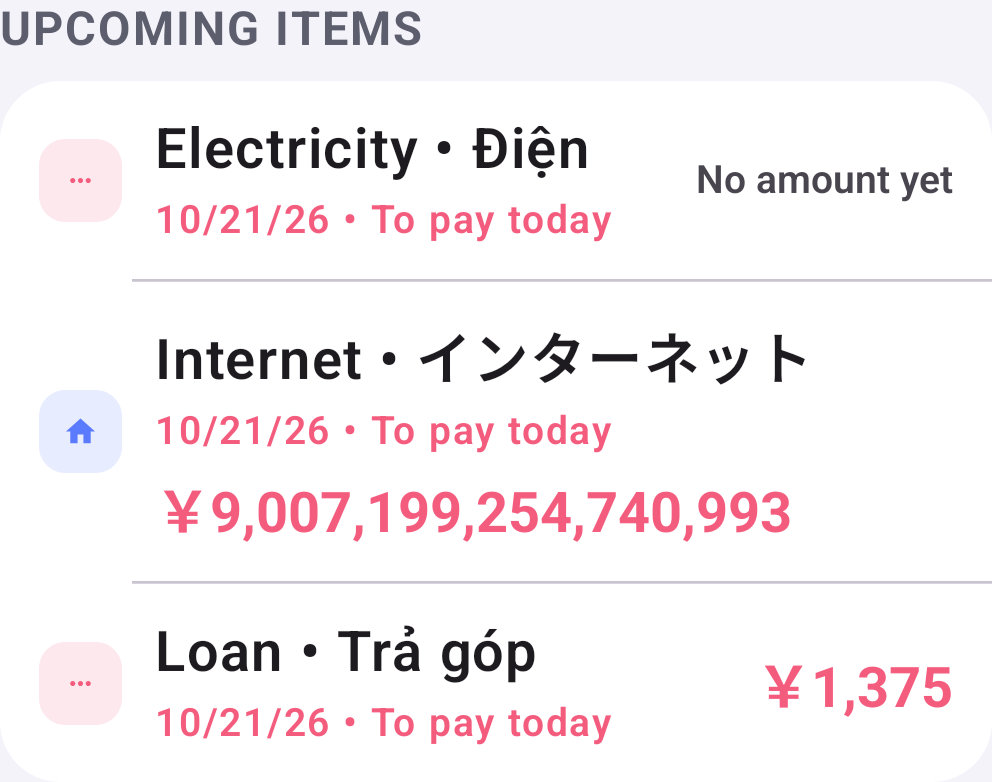 UPCOMING ITEMS
Electricity • Điện
10/21/26 • To pay today
No amount yet
Internet • インターネット
10/21/26 • To pay today
￥9,007,199,254,740,993
Loan • Trả góp
10/21/26 • To pay today
￥1,375